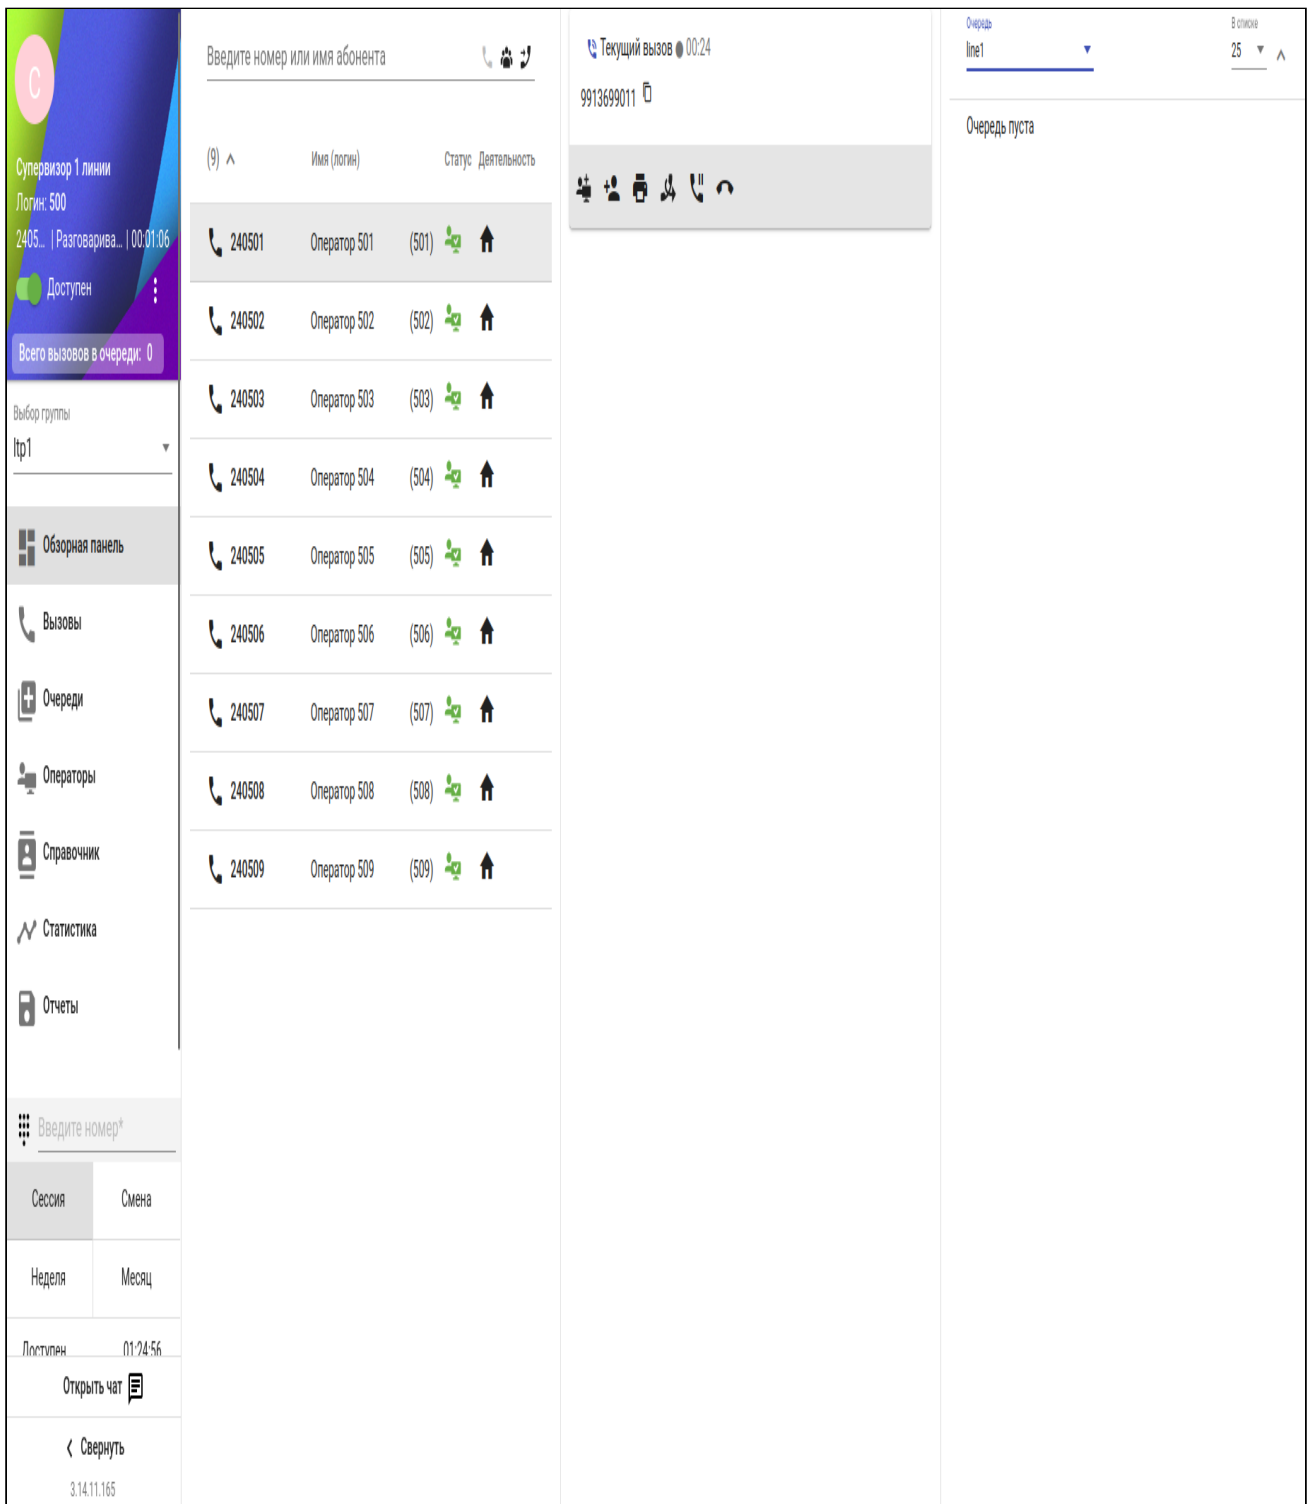 С
Супервизор 1 линии
Логин: 500
2405... | Разговарива... | 00:01:06
Доступен
Всего вызовов в очереди: 0
Выбор группы
ltp1
Обзорная панель
Вызовы
Очереди
Операторы
Справочник
Статистика
Отчеты
Введите номер*
Сессия Смена
Неделя Месяц
Доступен 01:24:56
Открыть чат
Свернуть
3.14.11.165
Введите номер или имя абонента
(9) Имя (логин) Статус Деятельность
240501 Оператор 501 (501)
240502 Оператор 502 (502)
240503 Оператор 503 (503)
240504 Оператор 504 (504)
240505 Оператор 505 (505)
240506 Оператор 506 (506)
240507 Оператор 507 (507)
240508 Оператор 508 (508)
240509 Оператор 509 (509)
Текущий вызов 00:24
9913699011
Очередь В списке
line1 25
Очередь пуста